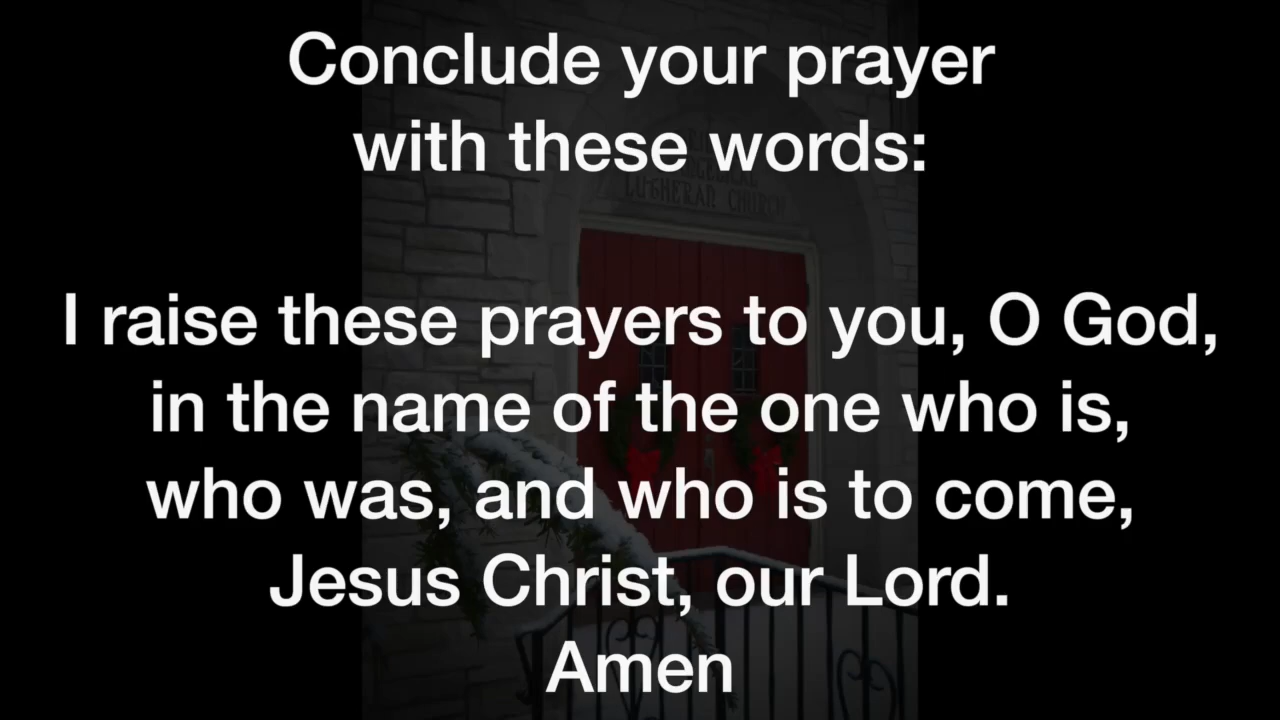 Conclude your prayer
with these words:
LUTHERAN CHURCH
I raise these prayers to you, O God,
in the name of the one who is,
who was, and who is to come,
Jesus Christ, our Lord.
Amen